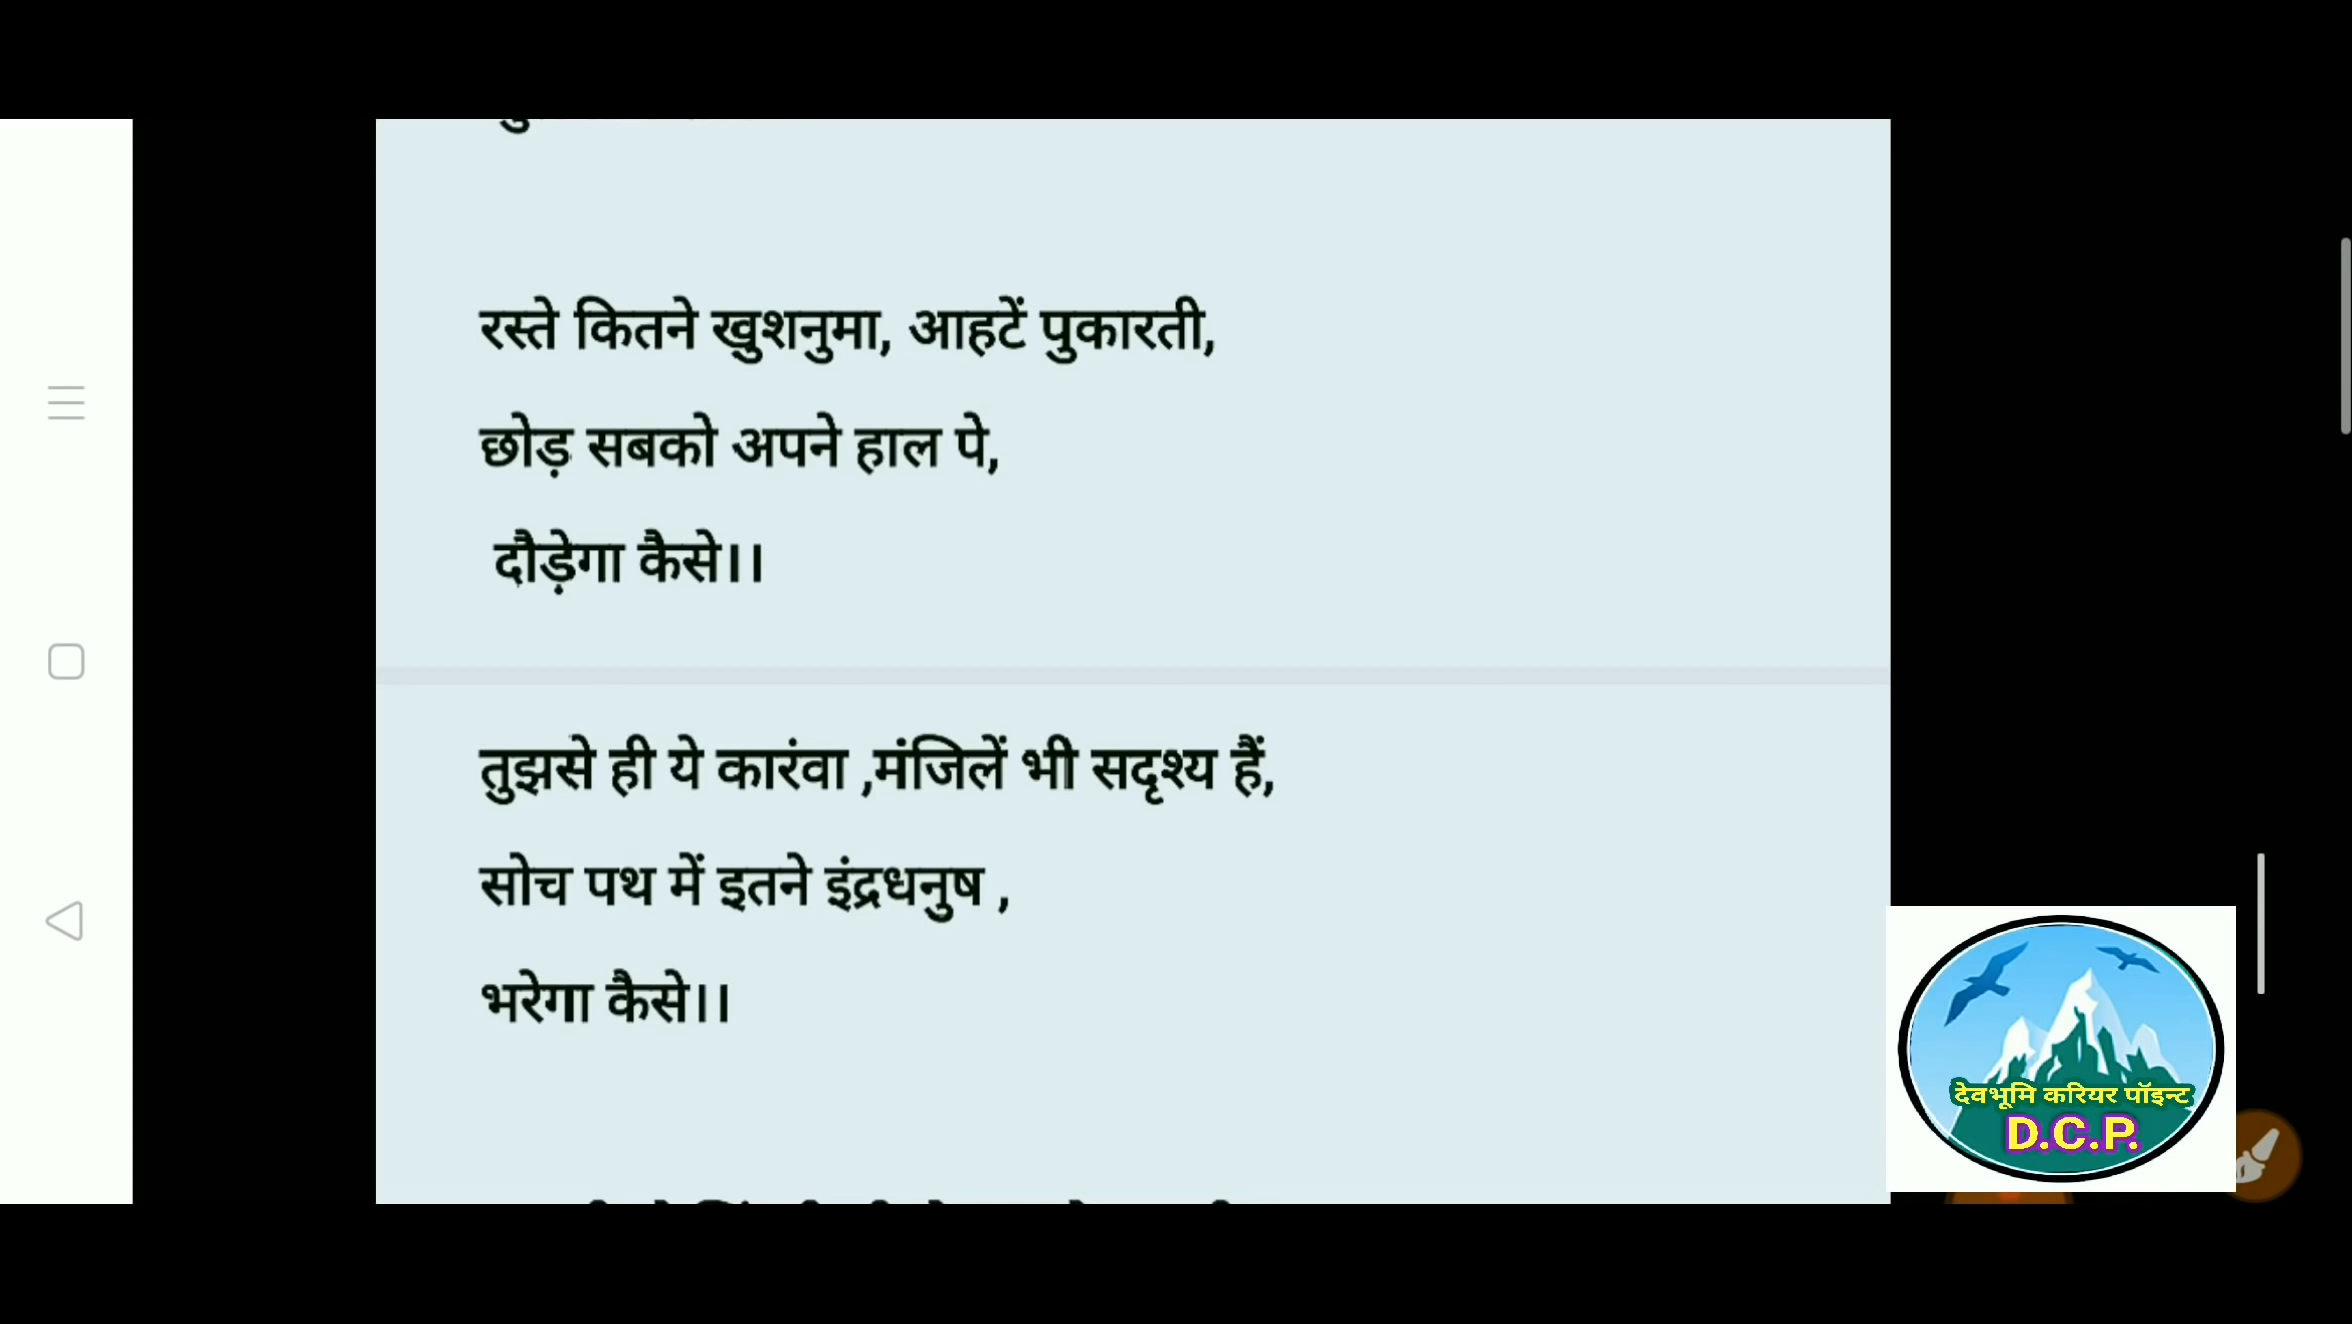 रस्ते कितने खुशनुमा, आहटें पुकारती,
छोड़ सबको अपने हाल पे,
दौड़ेगा कैसे।।
तुझसे ही ये कारंवा ,मंजिलें भी सदृश्य हैं,
सोच पथ में इतने इंद्रधनुष ,
भरेगा कैसे।।
देवभूमि करियर पॉइन्ट
D.C.P.